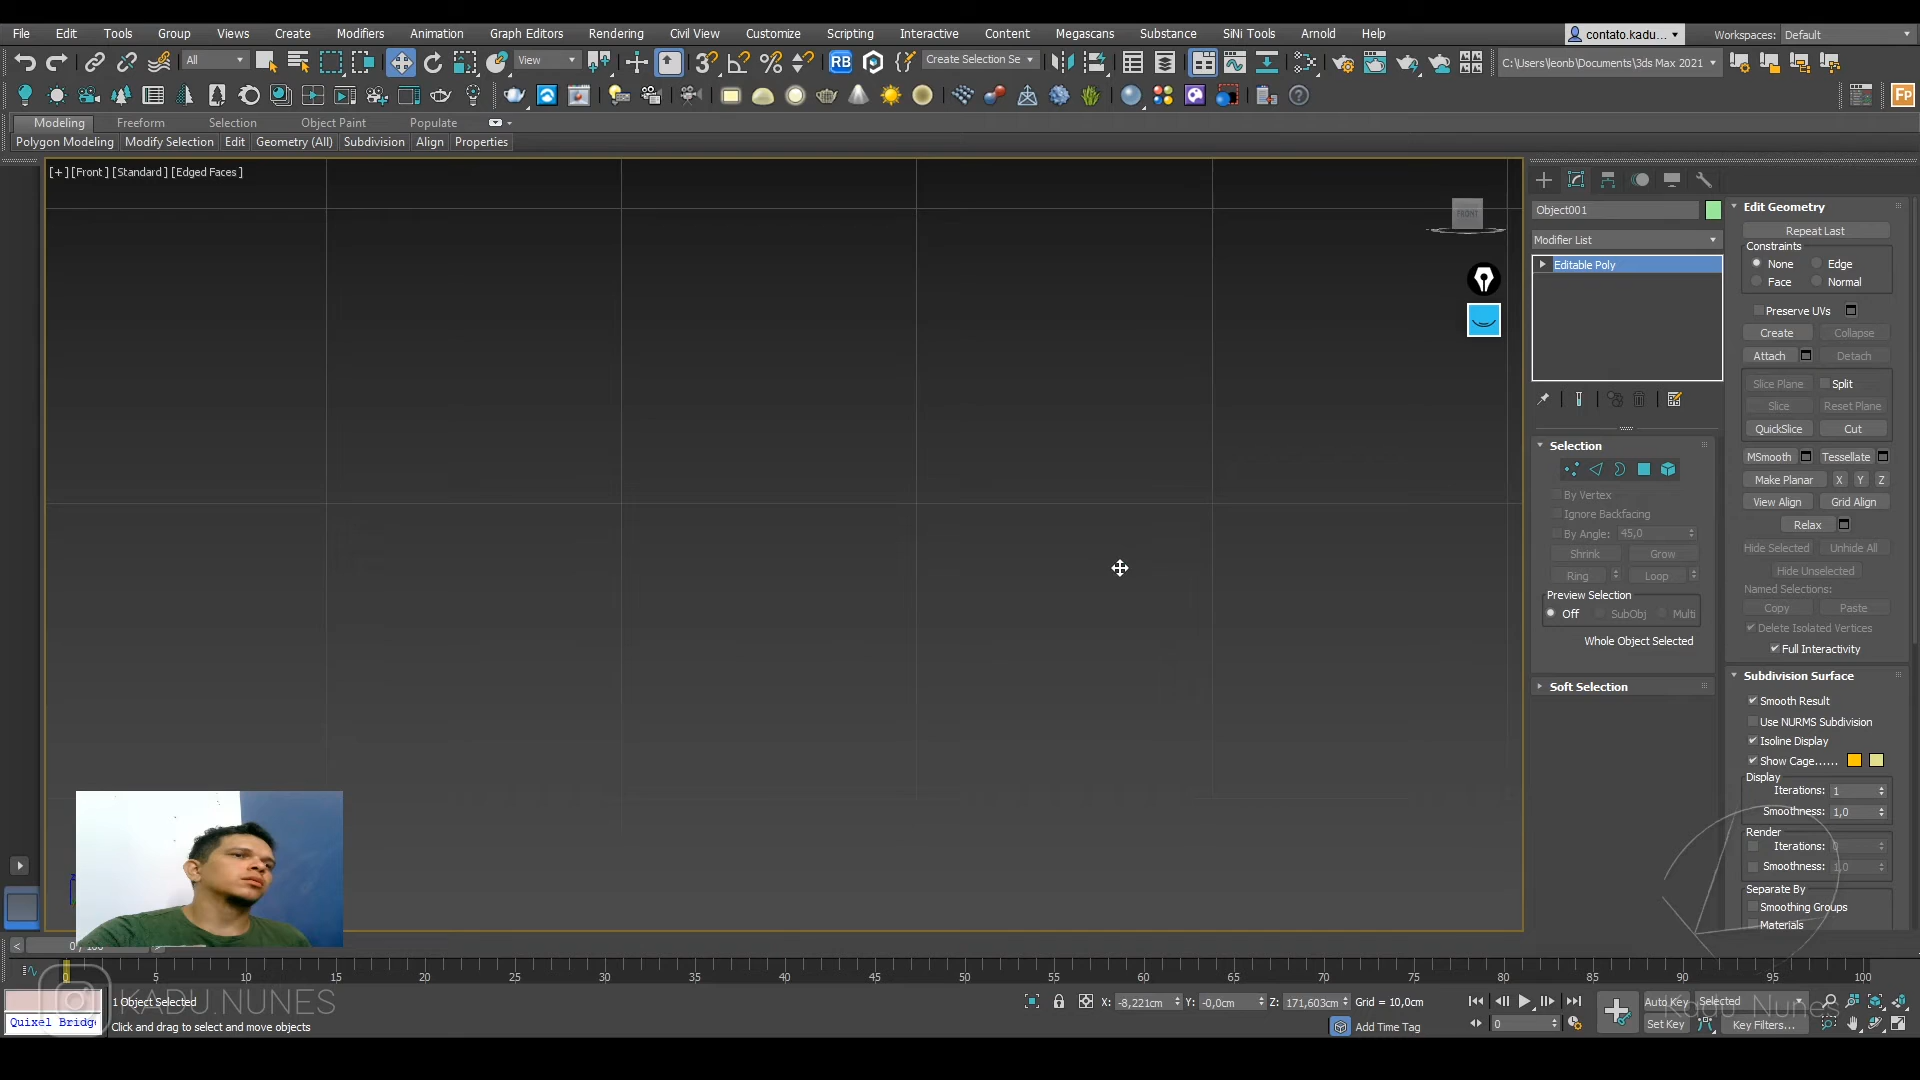 File Edit Tools Group Views Create Modifiers Animation Graph Editors Rendering Civil View Customize Scripting Interactive Content Megascans Substance SiNi Tools Arnold Help contato.kadu... Workspaces: Default
All View 3 RB Create Selection Se C:\Users\leonb\Documents\3ds Max 2021
Fp
Modeling Freeform Selection Object Paint Populate
Polygon Modeling Modify Selection Edit Geometry (All) Subdivision Align Properties
[+] [Front] [Standard] [Edged Faces]
FRONT
Object001
Modifier List
Editable Poly
Selection
By Vertex
Ignore Backfacing
By Angle: 45,0
Shrink Grow
Ring Loop
Preview Selection
Off SubObj Multi
Whole Object Selected
Soft Selection
Edit Geometry
Repeat Last
Constraints
None Edge
Face Normal
Preserve UVs
Create Collapse
Attach Detach
Slice Plane Split
Slice Reset Plane
QuickSlice Cut
MSmooth Tessellate
Make Planar X Y Z
View Align Grid Align
Relax
Hide Selected Unhide All
Hide Unselected
Named Selections:
Copy Paste
Delete Isolated Vertices
Full Interactivity
Subdivision Surface
Smooth Result
Use NURMS Subdivision
Isoline Display
Show Cage......
Display
Iterations: 1
Smoothness: 1,0
Render
Iterations: 0
Smoothness: 1,0
Separate By
Smoothing Groups
Materials
0 5 10 15 20 25 30 35 40 45 50 55 60 65 70 75 80 85 90 95 100
KADU.NUNES
1 Object Selected X: -8,221cm Y: -0,0cm Z: 171,603cm Grid = 10,0cm Auto Key Selected
Kadu_Nunes
Quixel Bridge Click and drag to select and move objects Add Time Tag 0 Set Key Key Filters...